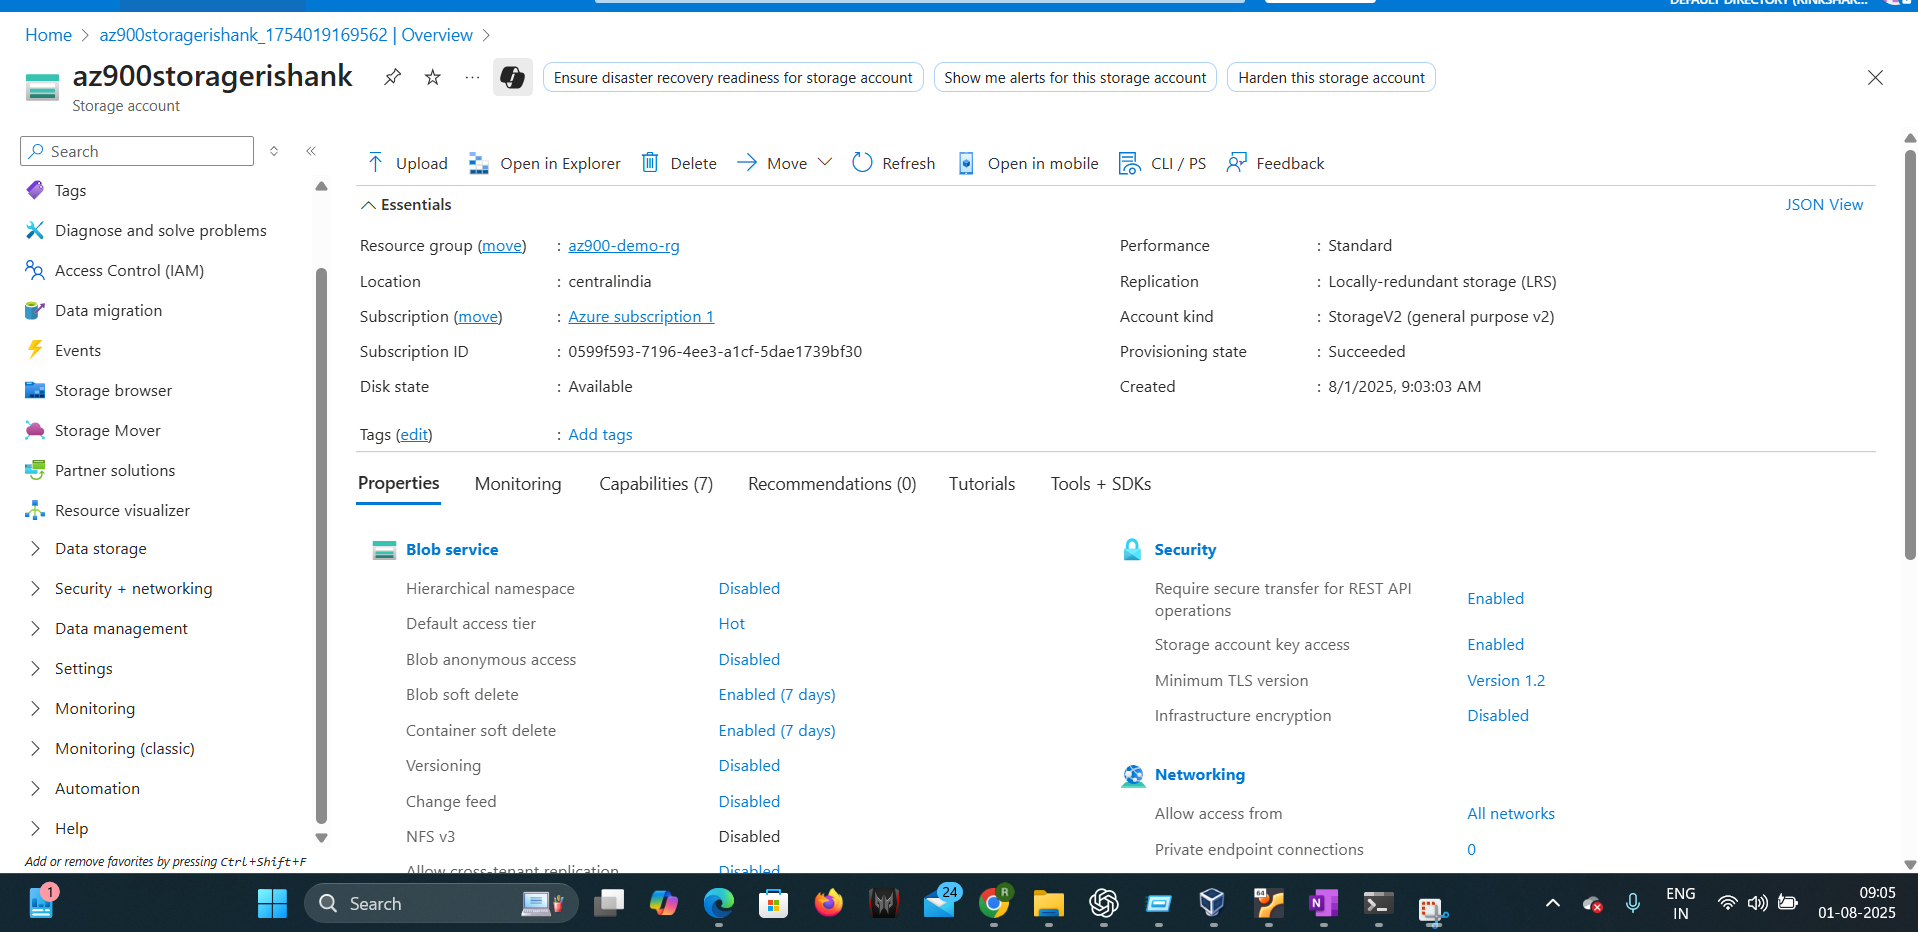 DEFAULT DIRECTORY (RINKSHAR...
Home > az900storagerishank_1754019169562 | Overview >
az900storagerishank
Storage account
Ensure disaster recovery readiness for storage account
Show me alerts for this storage account
Harden this storage account
Search
Tags
Diagnose and solve problems
Access Control (IAM)
Data migration
Events
Storage browser
Storage Mover
Partner solutions
Resource visualizer
Data storage
Security + networking
Data management
Settings
Monitoring
Monitoring (classic)
Automation
Help
Add or remove favorites by pressing Ctrl+Shift+F
Upload Open in Explorer Delete Move Refresh Open in mobile CLI / PS Feedback
Essentials
JSON View
Resource group (move) : az900-demo-rg
Location : centralindia
Subscription (move) : Azure subscription 1
Subscription ID : 0599f593-7196-4ee3-a1cf-5dae1739bf30
Disk state : Available
Performance : Standard
Replication : Locally-redundant storage (LRS)
Account kind : StorageV2 (general purpose v2)
Provisioning state : Succeeded
Created : 8/1/2025, 9:03:03 AM
Tags (edit) : Add tags
Properties Monitoring Capabilities (7) Recommendations (0) Tutorials Tools + SDKs
Blob service
Hierarchical namespace Disabled
Default access tier Hot
Blob anonymous access Disabled
Blob soft delete Enabled (7 days)
Container soft delete Enabled (7 days)
Versioning Disabled
Change feed Disabled
NFS v3 Disabled
Allow cross-tenant replication Disabled
Security
Require secure transfer for REST API
operations Enabled
Storage account key access Enabled
Minimum TLS version Version 1.2
Infrastructure encryption Disabled
Networking
Allow access from All networks
Private endpoint connections 0
1
Search
24
R
64
ENG
IN
09:05
01-08-2025